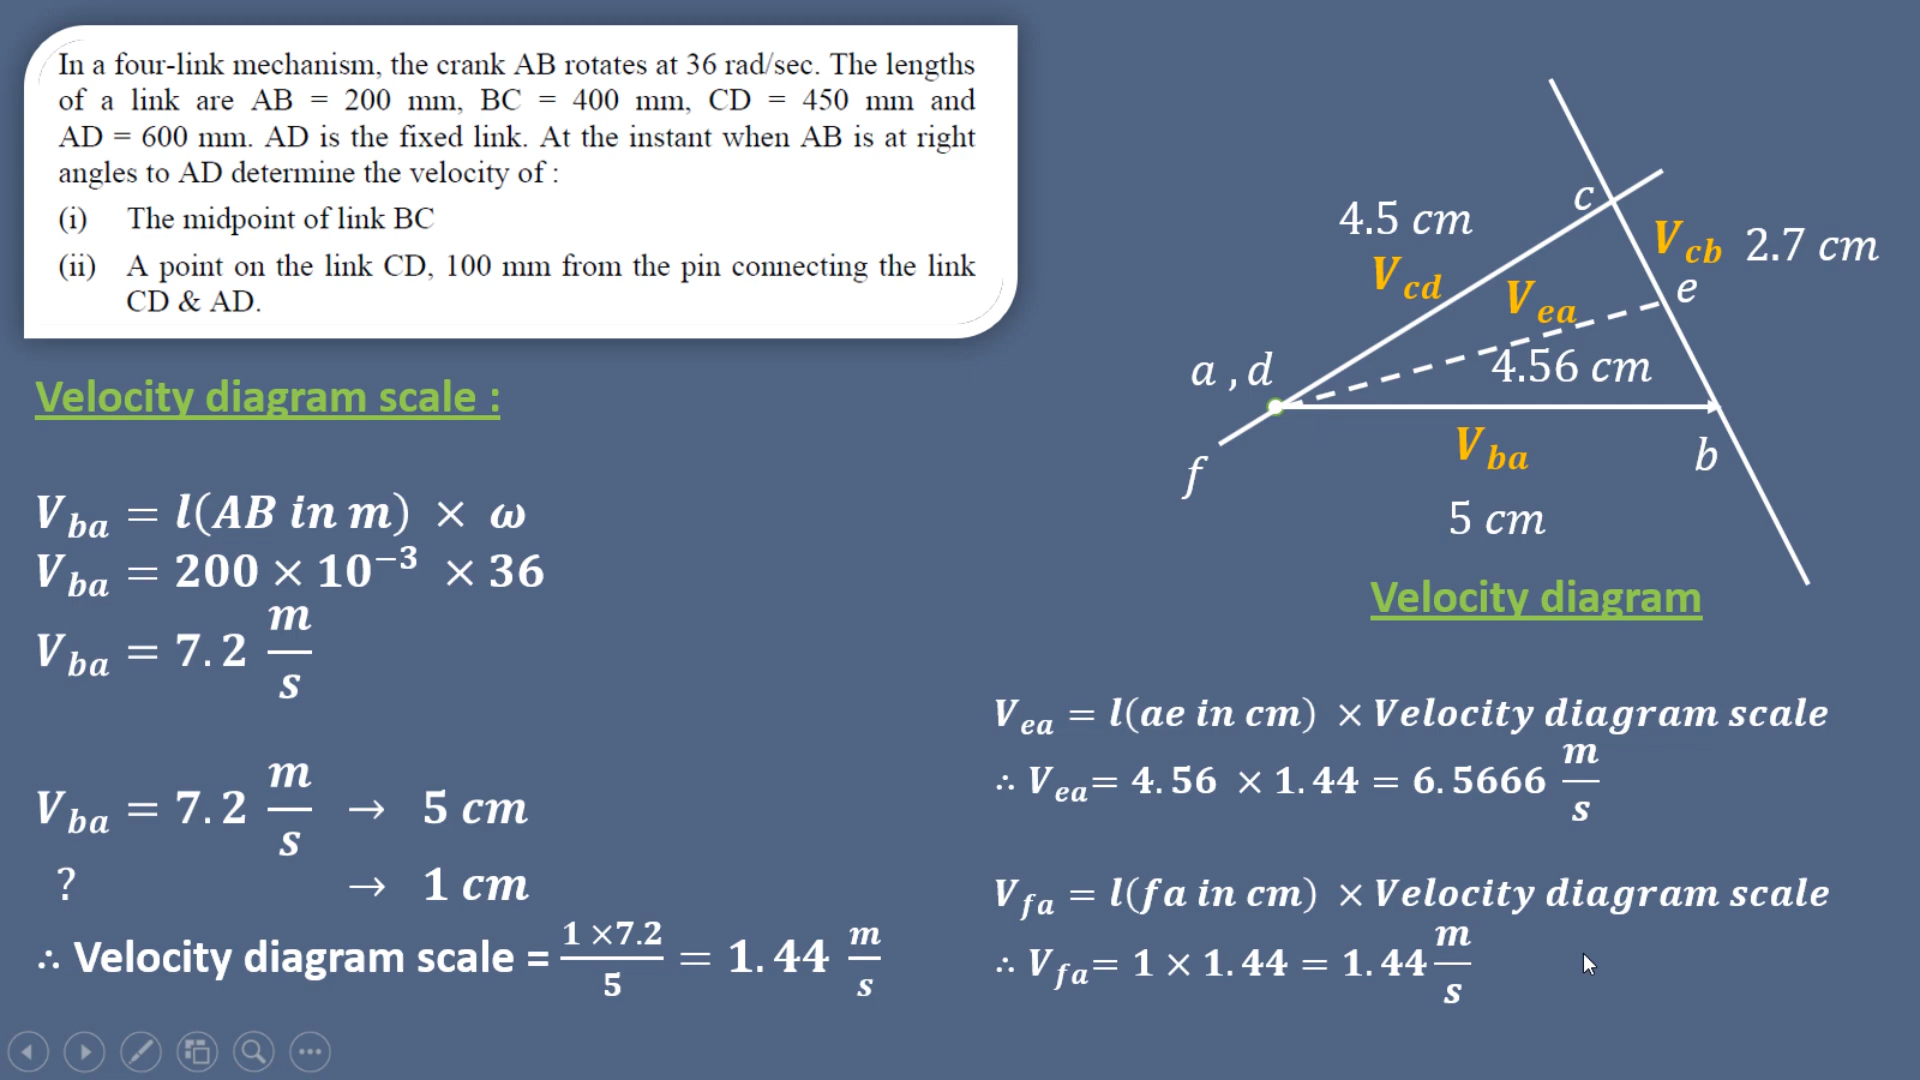 In a four-link mechanism, the crank AB rotates at 36 rad/sec. The lengths
of a link are AB = 200 mm, BC = 400 mm, CD = 450 mm and
AD = 600 mm. AD is the fixed link. At the instant when AB is at right
angles to AD determine the velocity of :
(i) The midpoint of link BC
(ii) A point on the link CD, 100 mm from the pin connecting the link
CD & AD.
Velocity diagram scale :
V_ba = l(AB in m) × ω
V_ba = 200 × 10⁻³ × 36
V_ba = 7.2 m/s
V_ba = 7.2 m/s → 5 cm
? → 1 cm
∴ Velocity diagram scale = 1 ×7.2/5 = 1.44 m/s
c
4.5 cm
V_cd
V_cb 2.7 cm
e
V_ea
4.56 cm
a , d
f
V_ba
b
5 cm
Velocity diagram
V_ea = l(ae in cm) × Velocity diagram scale
∴ V_ea= 4.56 × 1.44 = 6.5666 m/s
V_fa = l(fa in cm) × Velocity diagram scale
∴ V_fa= 1 × 1.44 = 1.44 m/s